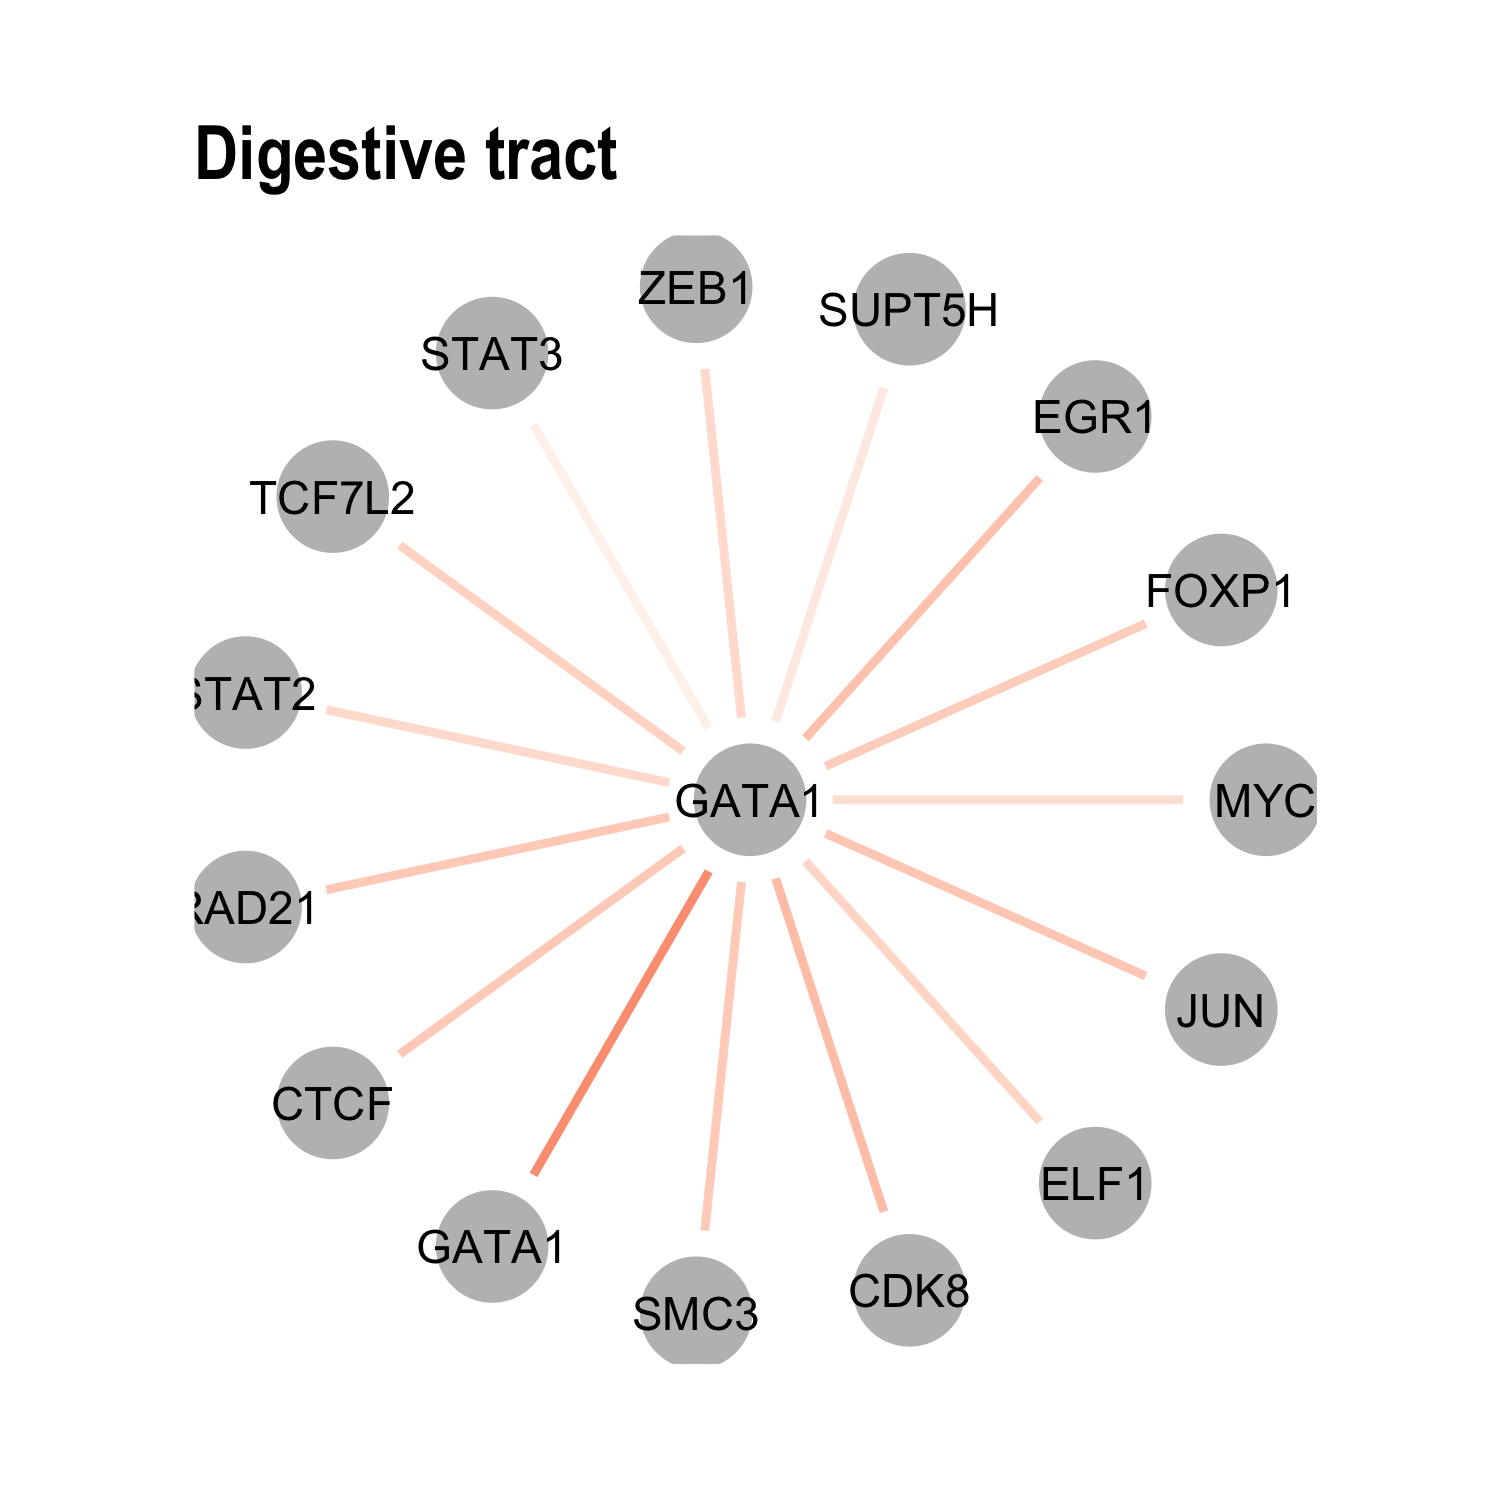 Digestive tract
ZEB1
SUPT5H
STAT3
EGR1
TCF7L2
FOXP1
STAT2
GATA1
MYC
RAD21
JUN
CTCF
ELF1
GATA1
CDK8
SMC3